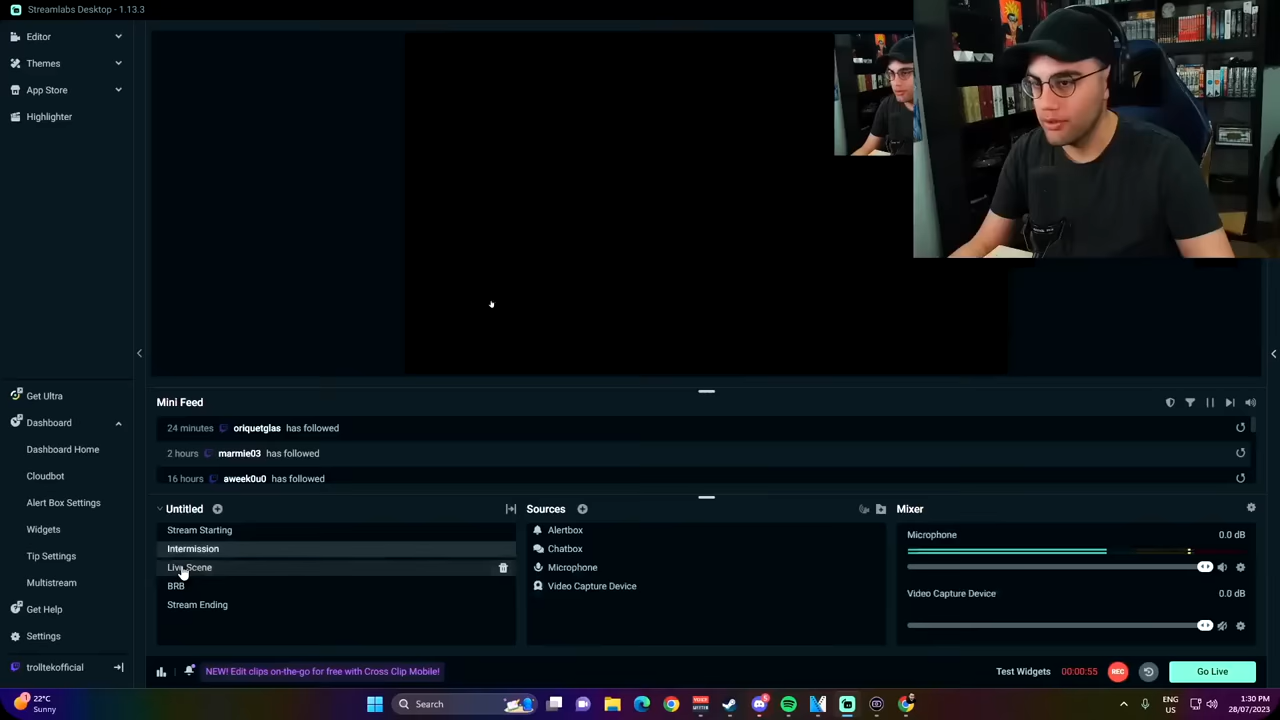 Streamlabs Desktop - 1.13.3
Editor
Themes
App Store
Highlighter
Get Ultra
Dashboard
Dashboard Home
Cloudbot
Alert Box Settings
Widgets
Tip Settings
Multistream
Get Help
Settings
trolltekofficial
Mini Feed
24 minutes oriquetglas has followed
2 hours marmie03 has followed
16 hours aweek0u0 has followed
Untitled
Stream Starting
Intermission
Live Scene
BRB
Stream Ending
Sources
Alertbox
Chatbox
Microphone
Video Capture Device
Mixer
Microphone 0.0 dB
Video Capture Device 0.0 dB
NEW! Edit clips on-the-go for free with Cross Clip Mobile!
Test Widgets 00:00:55 REC Go Live
22°C
Sunny
Search
ENG
US
1:30 PM
28/07/2023